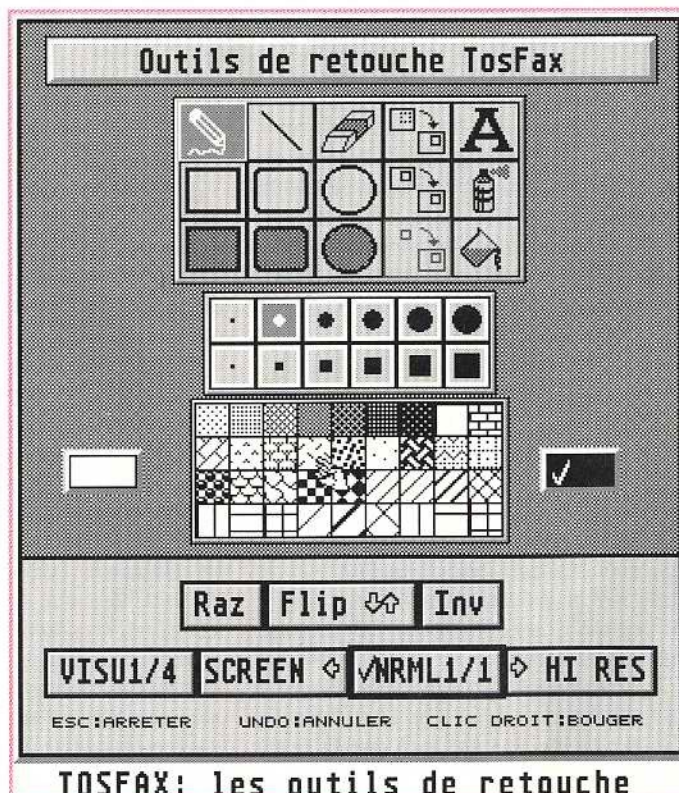 Outils de retouche TosFax
A
Raz Flip Inv
VISU1/4 SCREEN NRML1/1 HI RES
ESC:ARRETER UNDO:ANNULER CLIC DROIT:BOUGER
TOSFAX: les outils de retouche